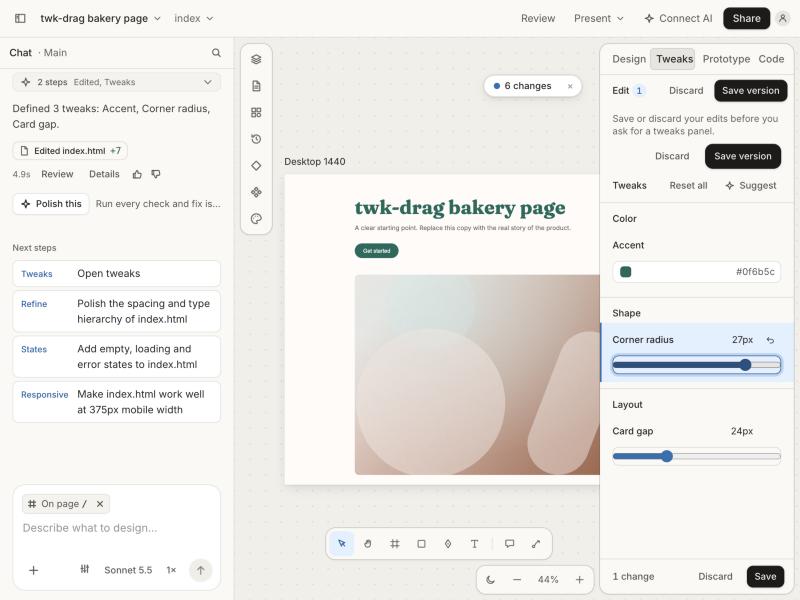 twk-drag bakery page
index
Review
Present
Connect AI
Share
Chat · Main
2 steps Edited, Tweaks
Defined 3 tweaks: Accent, Corner radius,
Card gap.
Edited index.html +7
4.9s Review Details
Polish this
Run every check and fix is…
Next steps
Tweaks Open tweaks
Refine Polish the spacing and type
hierarchy of index.html
States Add empty, loading and
error states to index.html
Responsive Make index.html work well
at 375px mobile width
On page / ×
Describe what to design…
Sonnet 5.5 1×
6 changes ×
Desktop 1440
twk-drag bakery page
A clear starting point. Replace this copy with the real story of the product.
Get started
44%
Design Tweaks Prototype Code
Edit 1 Discard Save version
Save or discard your edits before you
ask for a tweaks panel.
Discard Save version
Tweaks Reset all Suggest
Color
Accent
#0f6b5c
Shape
Corner radius 27px
Layout
Card gap 24px
1 change Discard Save